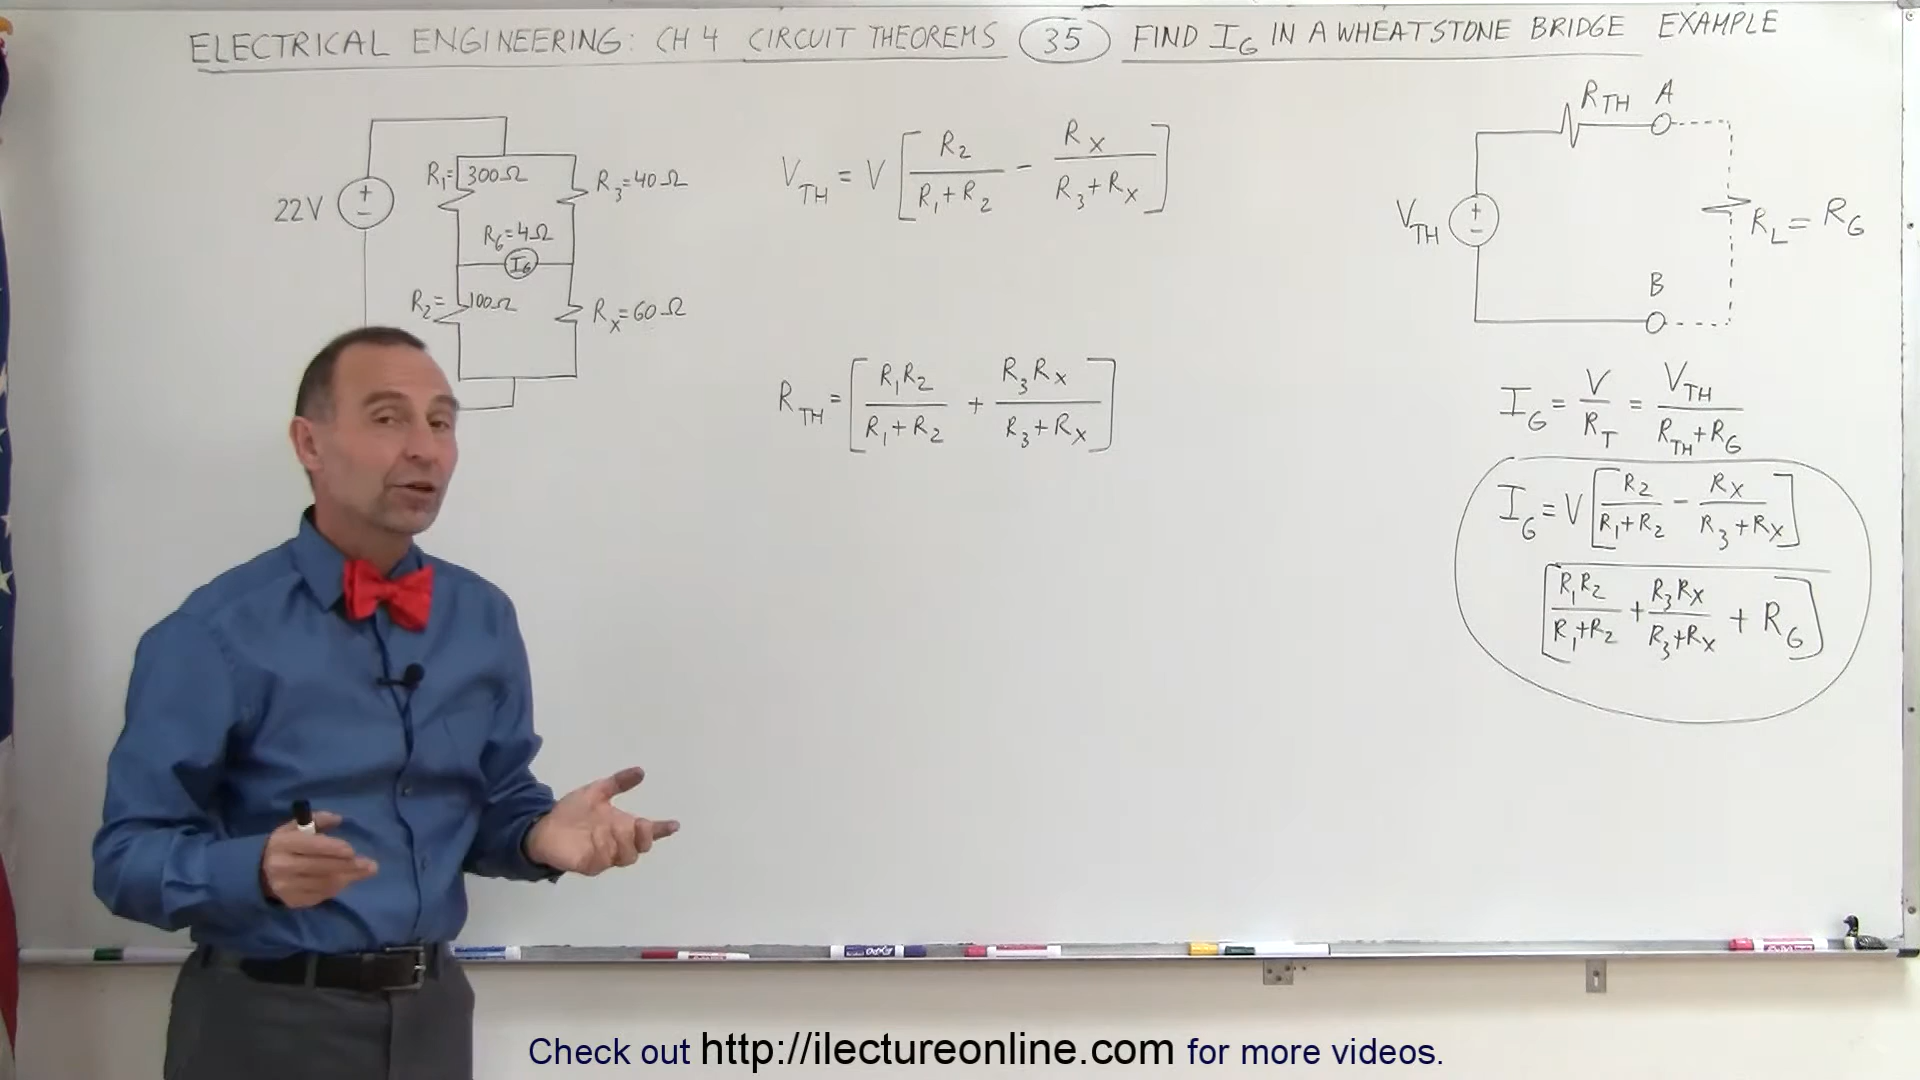 ELECTRICAL ENGINEERING: CH 4 CIRCUIT THEOREMS 35 FIND I_G IN A WHEATSTONE BRIDGE EXAMPLE
22V
+
−
R_1= 300Ω
R_3=40Ω
R_G=4Ω
I_G
R_2= 100Ω
R_X=60Ω
V_TH = V [ R_2 / (R_1+R_2) − R_X / (R_3+R_X) ]
R_TH = [ R_1R_2 / (R_1+R_2) + R_3R_X / (R_3+R_X) ]
R_TH A
V_TH
+
−
R_L = R_G
B
I_G = V / R_T = V_TH / (R_TH+R_G)
I_G = V [ R_2 / (R_1+R_2) − R_X / (R_3+R_X) ]
[ R_1R_2 / (R_1+R_2) + R_3R_X / (R_3+R_X) + R_G ]
Check out http://ilectureonline.com for more videos.